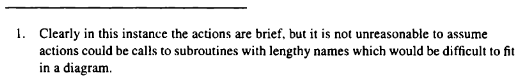 1. Clearly in this instance the actions are brief, but it is not unreasonable to assume
actions could be calls to subroutines with lengthy names which would be difficult to fit
in a diagram.